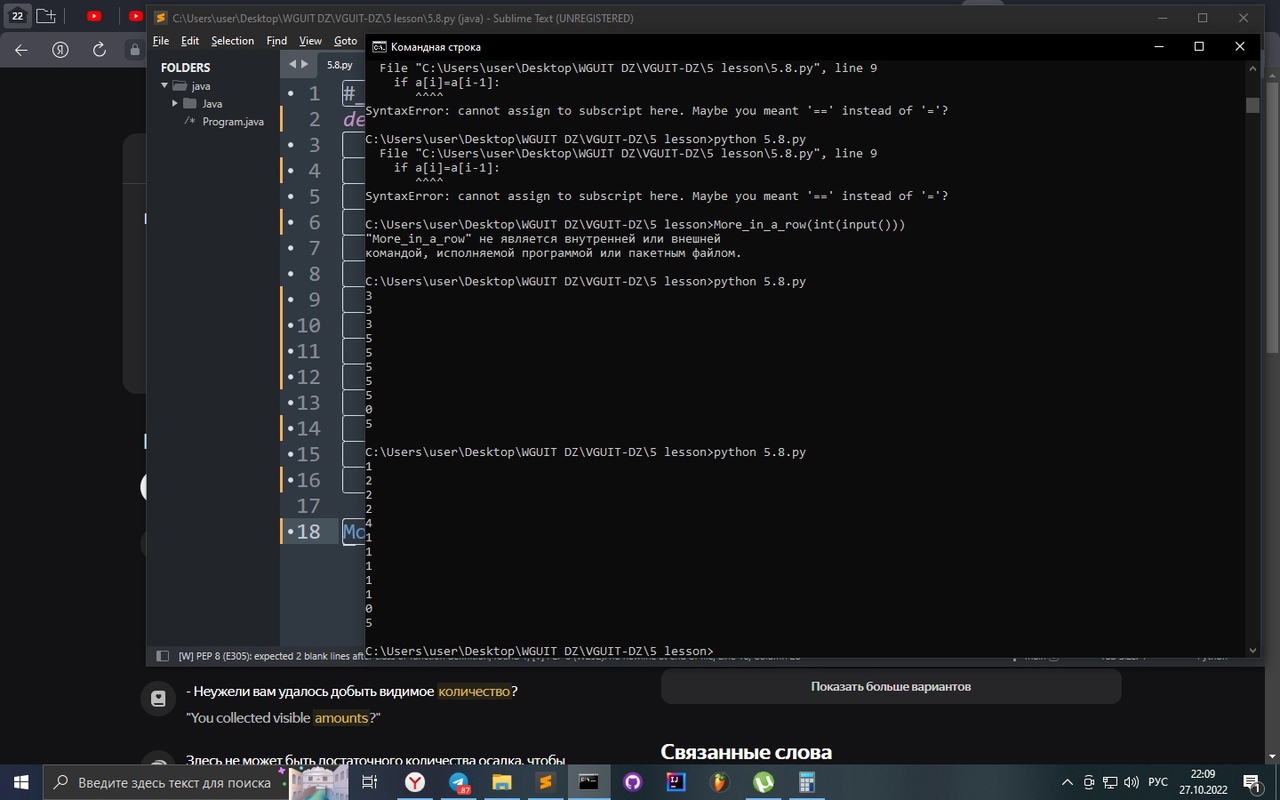 22
C:\Users\user\Desktop\WGUIT DZ\VGUIT-DZ\5 lesson\5.8.py (java) - Sublime Text (UNREGISTERED)
File Edit Selection Find View Goto
Командная строка
FOLDERS
java
Java
Program.java
5.8.py
1 #_
2 de
3
4
5
6
7
8
9
10
11
12
13
14
15
16
17
18 Mo
File "C:\Users\user\Desktop\WGUIT DZ\VGUIT-DZ\5 lesson\5.8.py", line 9
if a[i]=a[i-1]:
^^^^
SyntaxError: cannot assign to subscript here. Maybe you meant '==' instead of '='?
C:\Users\user\Desktop\WGUIT DZ\VGUIT-DZ\5 lesson>python 5.8.py
File "C:\Users\user\Desktop\WGUIT DZ\VGUIT-DZ\5 lesson\5.8.py", line 9
if a[i]=a[i-1]:
^^^^
SyntaxError: cannot assign to subscript here. Maybe you meant '==' instead of '='?
C:\Users\user\Desktop\WGUIT DZ\VGUIT-DZ\5 lesson>More_in_a_row(int(input()))
"More_in_a_row" не является внутренней или внешней
командой, исполняемой программой или пакетным файлом.
C:\Users\user\Desktop\WGUIT DZ\VGUIT-DZ\5 lesson>python 5.8.py
3
3
3
5
5
5
5
5
0
5
C:\Users\user\Desktop\WGUIT DZ\VGUIT-DZ\5 lesson>python 5.8.py
1
2
2
2
4
1
1
1
1
1
0
5
C:\Users\user\Desktop\WGUIT DZ\VGUIT-DZ\5 lesson>
[W] PEP 8 (E305): expected 2 blank lines after
- Неужели вам удалось добыть видимое количество?
"You collected visible amounts?"
Здесь не может быть достаточного количества осадка, чтобы
Показать больше вариантов
Связанные слова
Введите здесь текст для поиска
87
РУС
22:09
27.10.2022
1